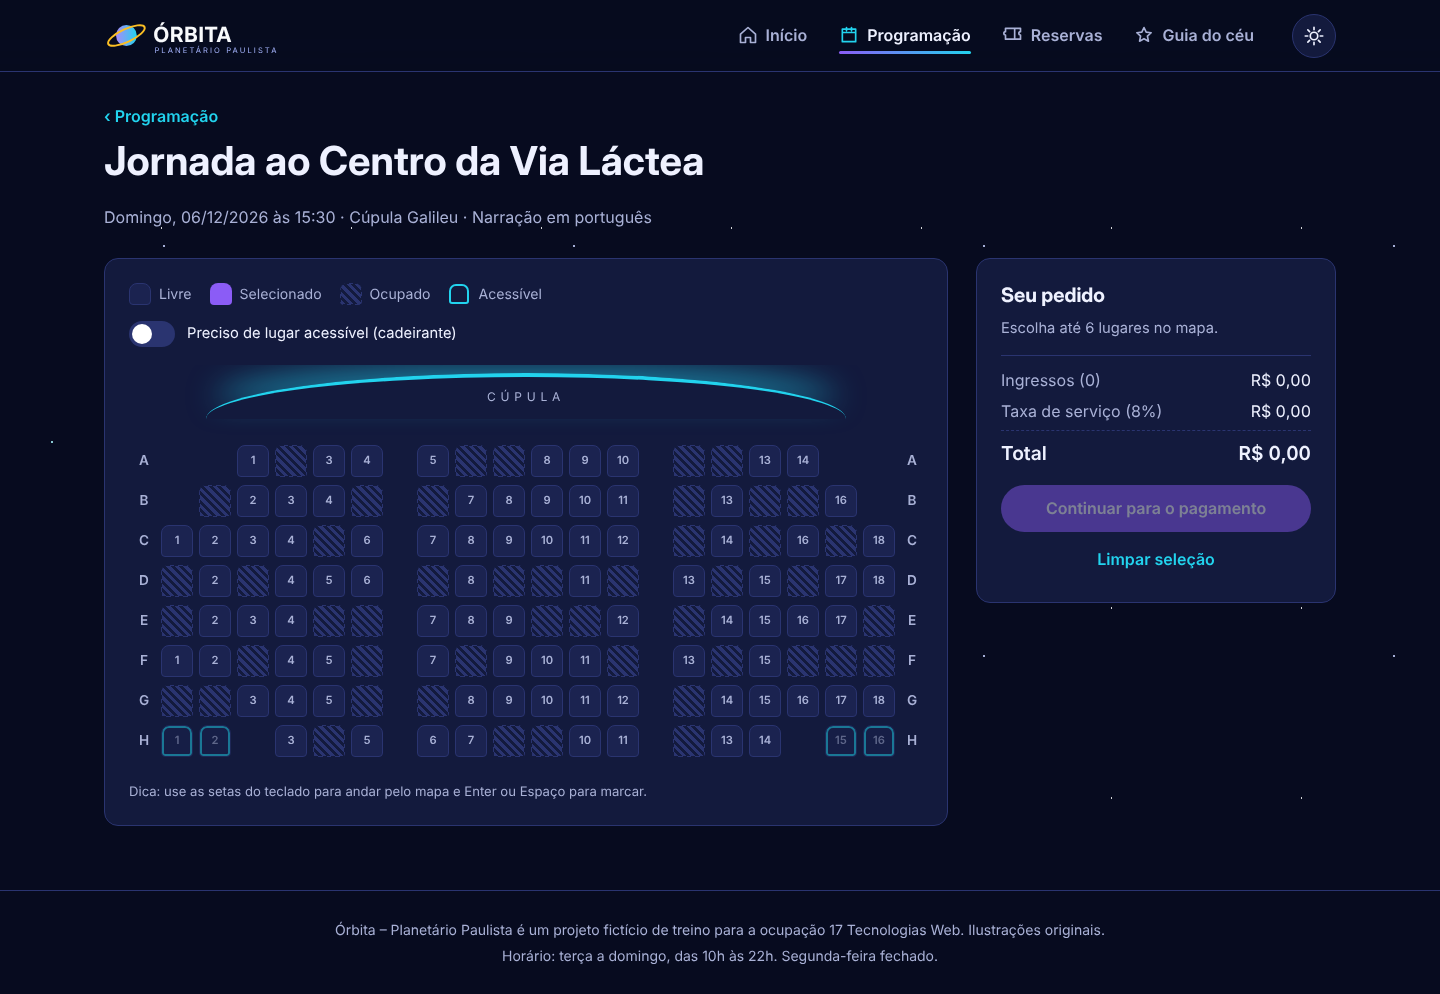 ÓRBITA
PLANETÁRIO PAULISTA
Início
Programação
Reservas
Guia do céu
‹ Programação
Jornada ao Centro da Via Láctea
Domingo, 06/12/2026 às 15:30 · Cúpula Galileu · Narração em português
Livre
Selecionado
Ocupado
Acessível
Preciso de lugar acessível (cadeirante)
CÚPULA
A 1 3 4 5 8 9 10 13 14 A
B 2 3 4 7 8 9 10 11 13 16 B
C 1 2 3 4 6 7 8 9 10 11 12 14 16 18 C
D 2 4 5 6 8 11 13 15 17 18 D
E 2 3 4 7 8 9 12 14 15 16 17 E
F 1 2 4 5 7 9 10 11 13 15 F
G 3 4 5 8 9 10 11 12 14 15 16 17 18 G
H 1 2 3 5 6 7 10 11 13 14 15 16 H
Dica: use as setas do teclado para andar pelo mapa e Enter ou Espaço para marcar.
Seu pedido
Escolha até 6 lugares no mapa.
Ingressos (0) R$ 0,00
Taxa de serviço (8%) R$ 0,00
Total R$ 0,00
Continuar para o pagamento
Limpar seleção
Órbita – Planetário Paulista é um projeto fictício de treino para a ocupação 17 Tecnologias Web. Ilustrações originais.
Horário: terça a domingo, das 10h às 22h. Segunda-feira fechado.